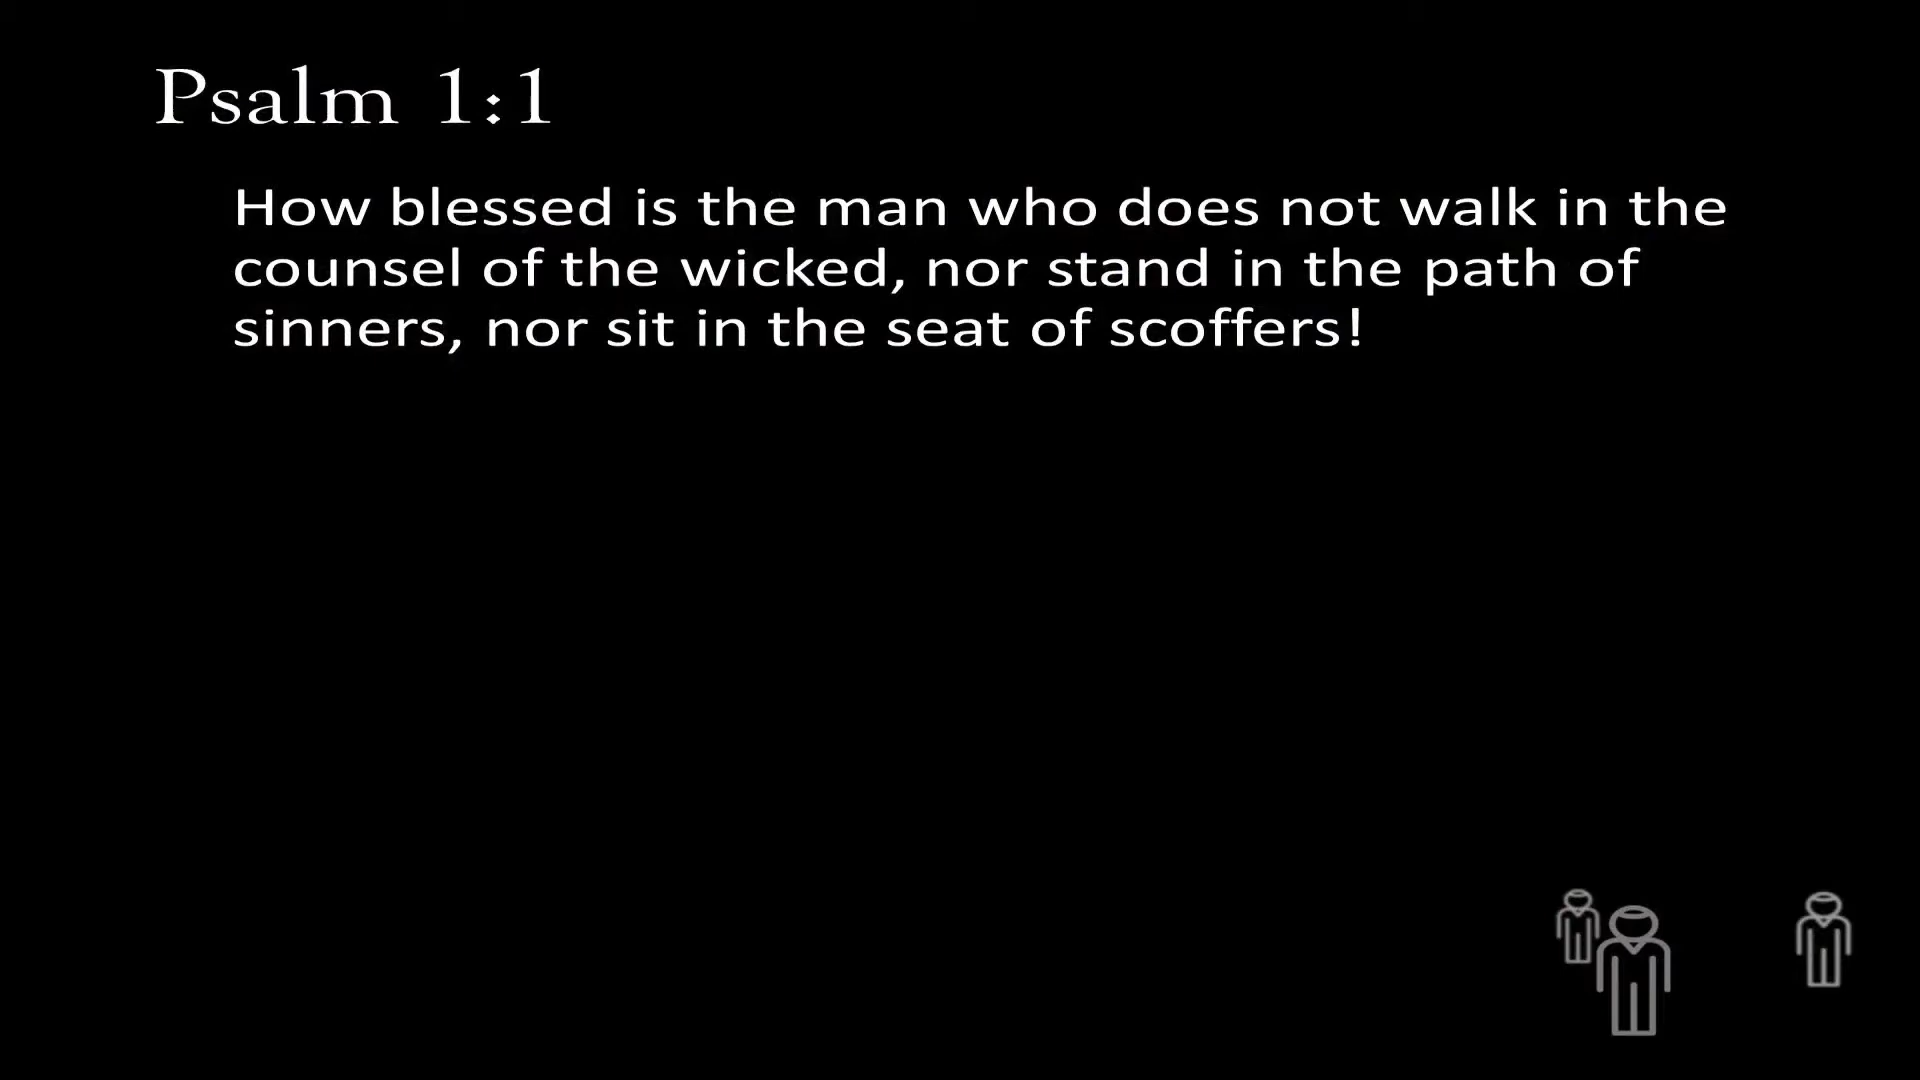 Psalm 1:1
How blessed is the man who does not walk in the
counsel of the wicked, nor stand in the path of
sinners, nor sit in the seat of scoffers!